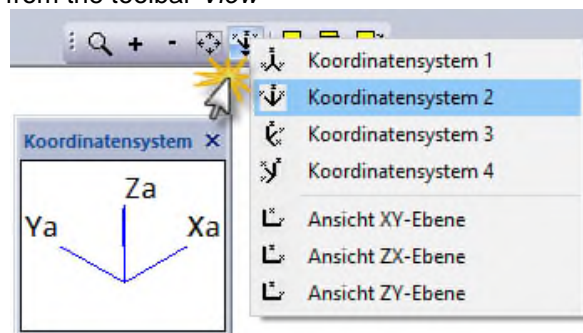 from the toolbar "View"
Koordinatensystem 1
Koordinatensystem 2
Koordinatensystem 3
Koordinatensystem 4
Ansicht XY-Ebene
Ansicht ZX-Ebene
Ansicht ZY-Ebene
Koordinatensystem
Za
Ya Xa